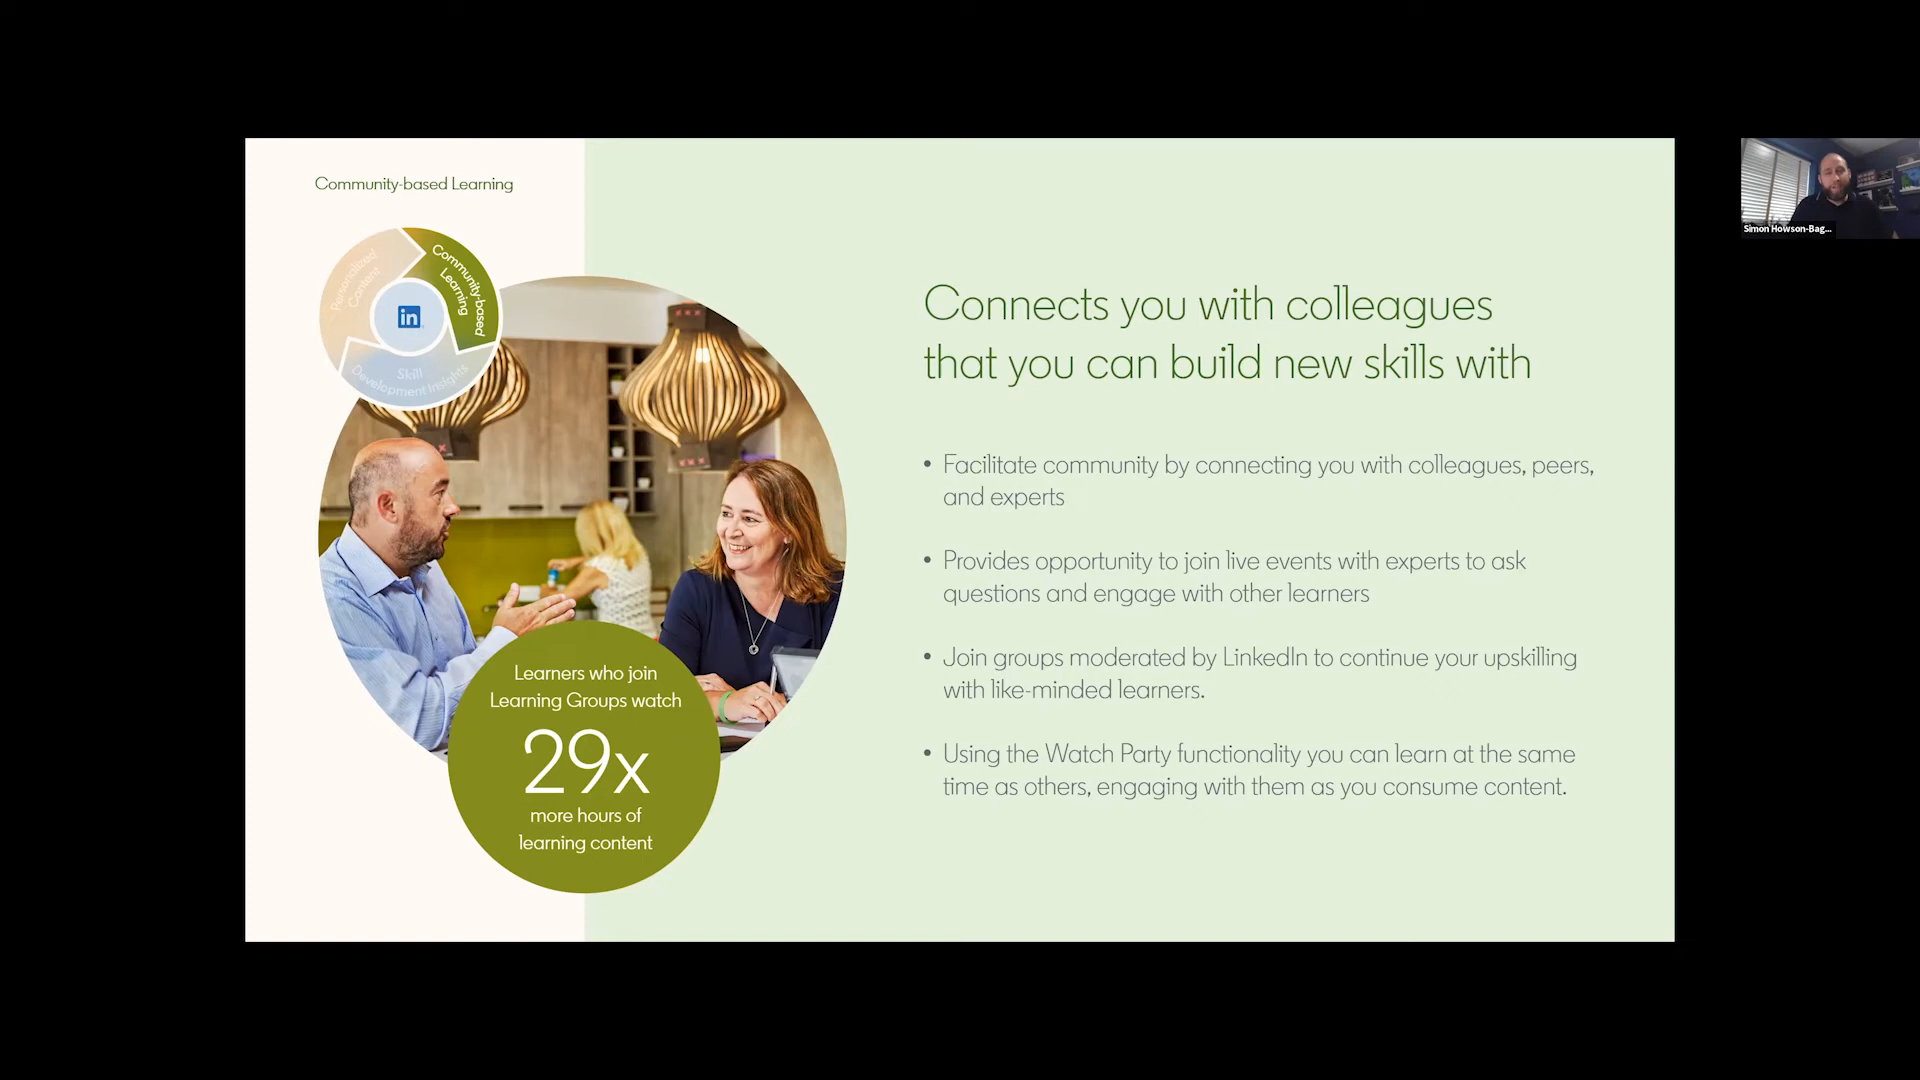 Community-based Learning
Personalized
Content
Community-based
Learning
in
Skill
Development Insights
Learners who join
Learning Groups watch
29x
more hours of
learning content
Connects you with colleagues
that you can build new skills with
• Facilitate community by connecting you with colleagues, peers,
and experts
• Provides opportunity to join live events with experts to ask
questions and engage with other learners
• Join groups moderated by LinkedIn to continue your upskilling
with like-minded learners.
• Using the Watch Party functionality you can learn at the same
time as others, engaging with them as you consume content.
Simon Howson-Bag...